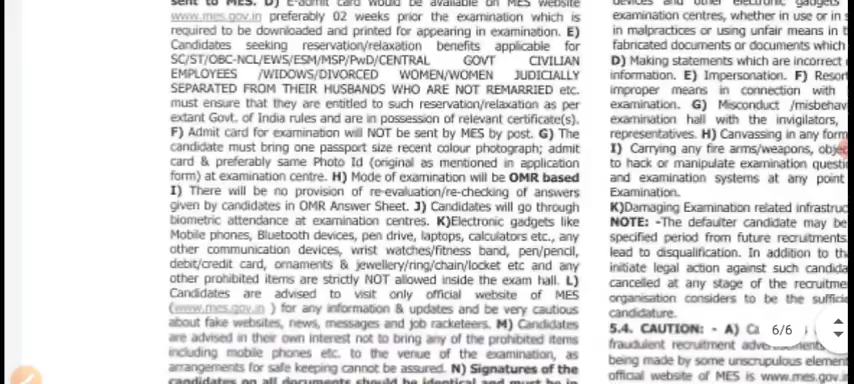 sent to MES. D) E-admit card would be available on MES website
www.mes.gov.in preferably 02 weeks prior the examination which is
required to be downloaded and printed for appearing in examination. E)
Candidates seeking reservation/relaxation benefits applicable for
SC/ST/OBC-NCL/EWS/ESM/MSP/PwD/CENTRAL GOVT CIVILIAN
EMPLOYEES /WIDOWS/DIVORCED WOMEN/WOMEN JUDICIALLY
SEPARATED FROM THEIR HUSBANDS WHO ARE NOT REMARRIED etc.
must ensure that they are entitled to such reservation/relaxation as per
extant Govt. of India rules and are in possession of relevant certificate(s).
F) Admit card for examination will NOT be sent by MES by post. G) The
candidate must bring one passport size recent colour photograph; admit
card & preferably same Photo Id (original as mentioned in application
form) at examination centre. H) Mode of examination will be OMR based
I) There will be no provision of re-evaluation/re-checking of answers
given by candidates in OMR Answer Sheet. J) Candidates will go through
biometric attendance at examination centres. K)Electronic gadgets like
Mobile phones, Bluetooth devices, pen drive, laptops, calculators etc., any
other communication devices, wrist watches/fitness band, pen/pencil,
debit/credit card, ornaments & jewellery/ring/chain/locket etc and any
other prohibited items are strictly NOT allowed inside the exam hall. L)
Candidates are advised to visit only official website of MES
(www.mes.gov.in ) for any information & updates and be very cautious
about fake websites, news, messages and job racketeers. M) Candidates
are advised in their own interest not to bring any of the prohibited items
including mobile phones etc. to the venue of the examination, as
arrangements for safe keeping cannot be assured. N) Signatures of the
candidates on all documents should be identical and must be in
devices and other electronic gadgets
examination centres, whether in use or in
in malpractices or using unfair means in
fabricated documents or documents which
D) Making statements which are incorrect
information. E) Impersonation. F)
improper means in connection with
examination. G) Misconduct
examination hall with the invigilators,
representatives. H) Canvassing in any form
I) Carrying any fire arms/weapons,
to hack or manipulate examination
and examination systems at any point
Examination.
K)Damaging Examination related
NOTE: -The defaulter candidate may be
specified period from future recruitments
lead to disqualification. In addition to
initiate legal action against such
cancelled at any stage of the
organisation considers to be the
candidature.
5.4. CAUTION: - A)
fraudulent recruitment
being made by some unscrupulous
official website of MES is www.mes.gov.
6/6